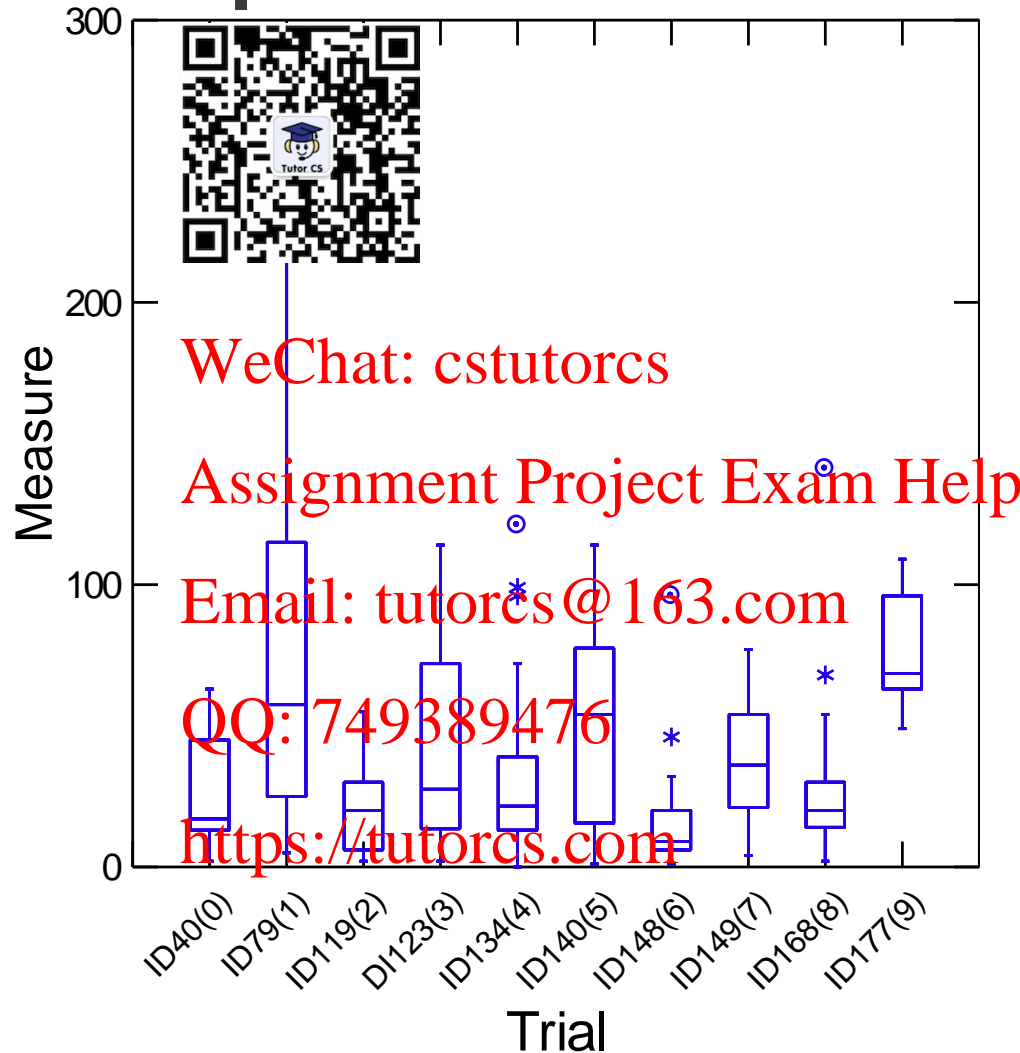 300
Tutor CS
200
WeChat: cstutorcs
Measure
Assignment Project Exam Help
100
Email: tutorcs@163.com
QQ: 749389476
https://tutorcs.com
0
ID40(0) ID79(1) ID119(2) DI123(3) ID134(4) ID140(5) ID148(6) ID149(7) ID168(8) ID177(9)
Trial